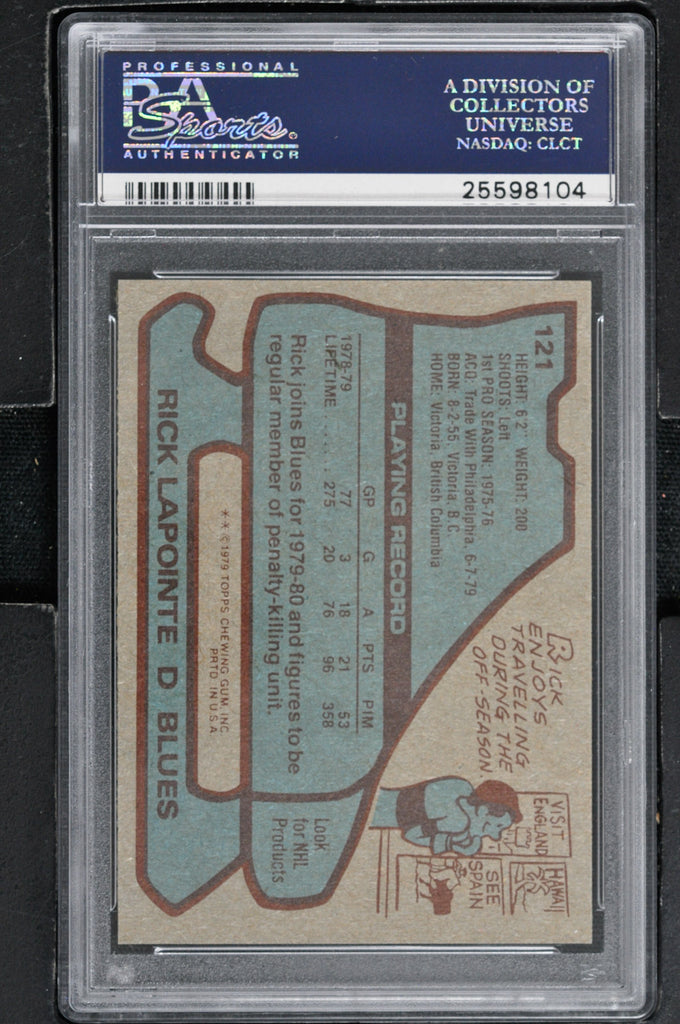 PROFESSIONAL
PSA
Sports.
AUTHENTICATOR
A DIVISION OF
COLLECTORS
UNIVERSE
NASDAQ: CLCT
25598104
121
HEIGHT: 6'2" WEIGHT: 200
SHOOTS: Left
1st PRO SEASON: 1975-76
ACQ: Trade With Philadelphia, 6-7-79
BORN: 8-2-55, Victoria, B.C.
HOME: Victoria, British Columbia
RICK
ENJOYS
TRAVELLING
DURING THE
OFF-SEASON.
VISIT
ENGLAND
HAWAII
SEE
SPAIN
PLAYING RECORD
GP G A PTS PIM
1978-79 77 3 18 21 53
LIFETIME ...... 275 20 76 96 358
Rick joins Blues for 1979-80 and figures to be
regular member of penalty-killing unit.
Look
for NHL
Products
** ©1979 TOPPS CHEWING GUM, INC.
PRTD. IN U.S.A.
RICK LAPOINTE D BLUES